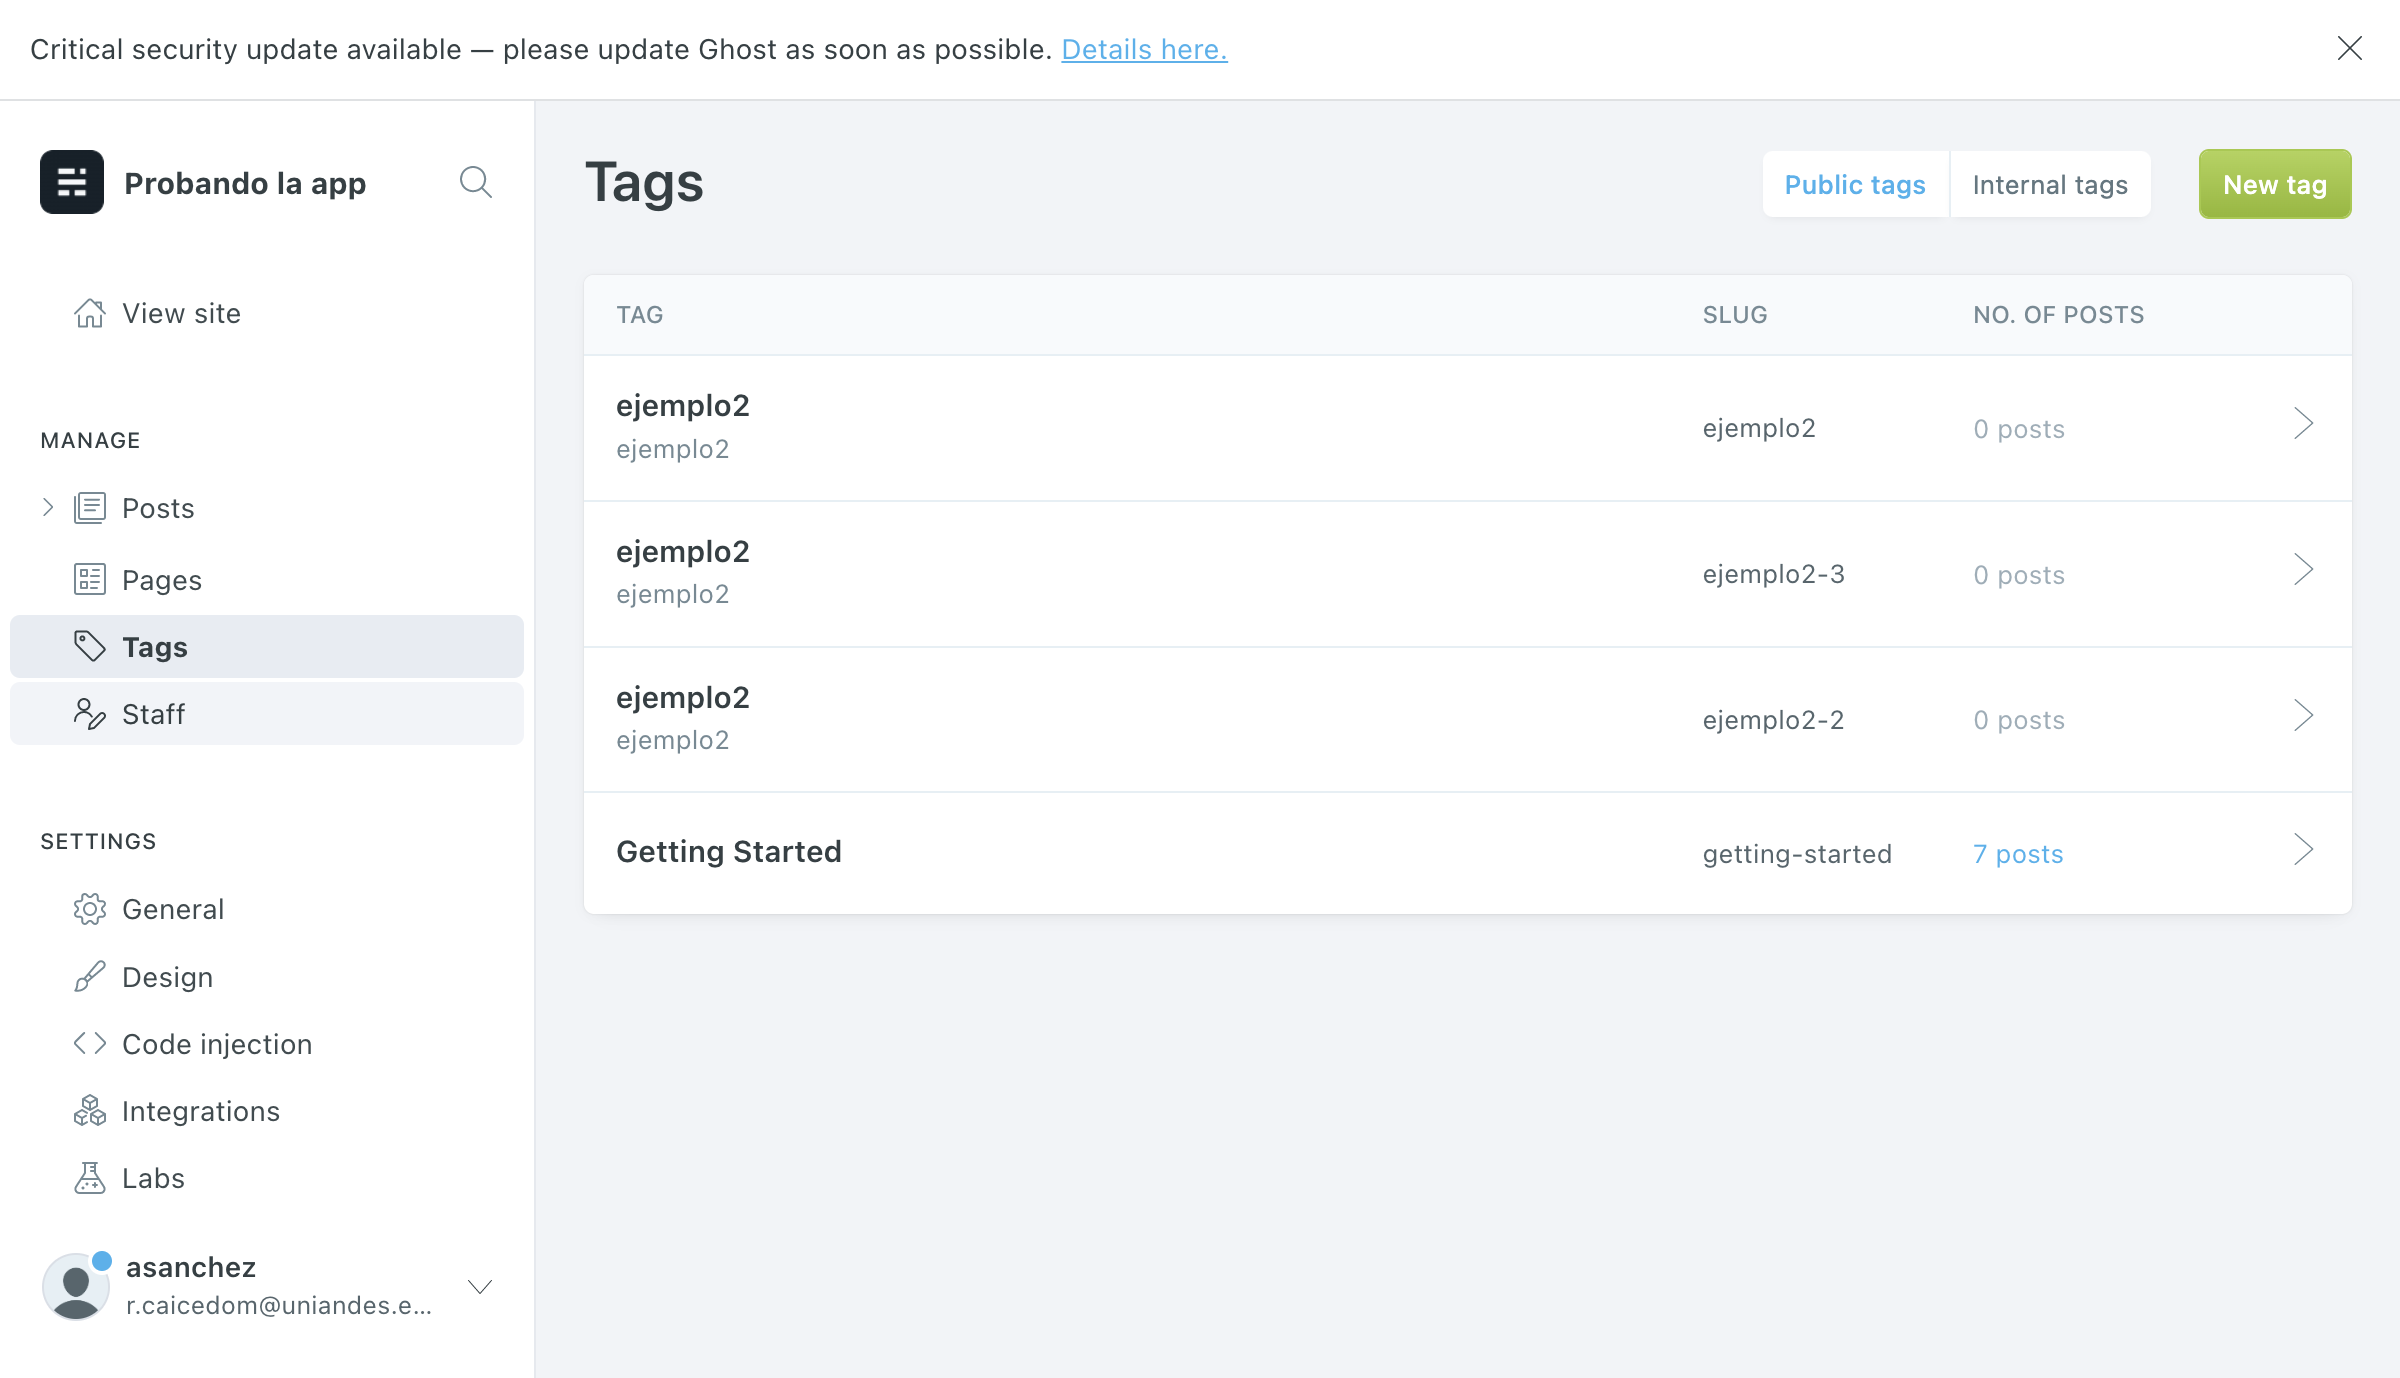 Critical security update available — please update Ghost as soon as possible. Details here.
Probando la app
View site
MANAGE
Posts
Pages
Tags
Staff
SETTINGS
General
Design
Code injection
Integrations
Labs
asanchez
r.caicedom@uniandes.e...
Tags
Public tags
Internal tags
New tag
TAG SLUG NO. OF POSTS
ejemplo2
ejemplo2
ejemplo2 0 posts
ejemplo2
ejemplo2
ejemplo2-3 0 posts
ejemplo2
ejemplo2
ejemplo2-2 0 posts
Getting Started getting-started 7 posts